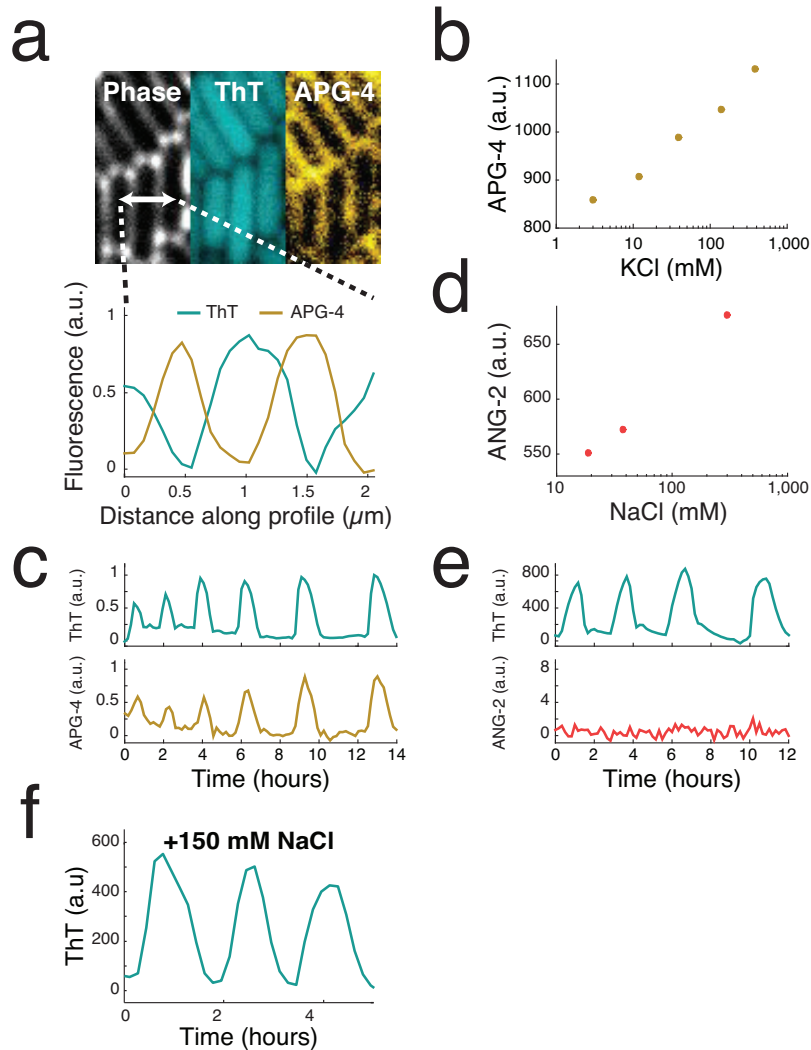 a
Phase ThT APG-4
Fluorescence (a.u.)
ThT APG-4
1
0.5
0
0 0.5 1 1.5 2
Distance along profile (µm)
b
APG-4 (a.u.)
1100
1000
900
800
1 10 100 1,000
KCl (mM)
d
ANG-2 (a.u.)
650
600
550
10 100 1,000
NaCl (mM)
c
ThT (a.u.)
1
0.5
0
APG-4 (a.u.)
1
0.5
0
0 2 4 6 8 10 12 14
Time (hours)
e
ThT (a.u.)
800
400
0
ANG-2 (a.u.)
8
4
0
0 2 4 6 8 10 12
Time (hours)
f
+150 mM NaCl
ThT (a.u)
600
400
200
0
0 2 4
Time (hours)